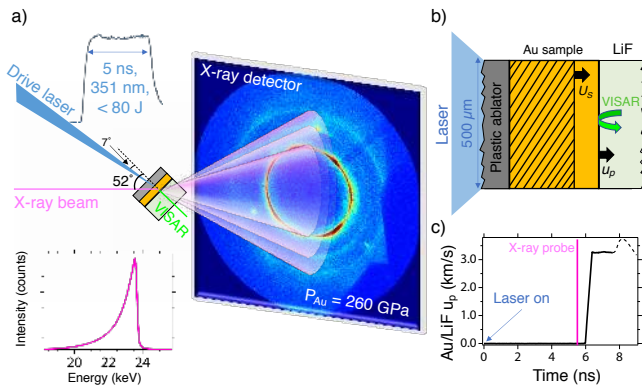 a)
5 ns,
351 nm,
< 80 J
Drive laser
7°
52°
X-ray beam
VISAR
X-ray detector
P_Au = 260 GPa
Intensity (counts)
20 22 24
Energy (keV)
b)
Au sample LiF
Laser
500 µm
Plastic ablator
U_s
VISAR
u_p
c)
X-ray probe
Au/LiF u_p (km/s)
3.0
2.0
1.0
0.0
Laser on
0 2 4 6 8
Time (ns)